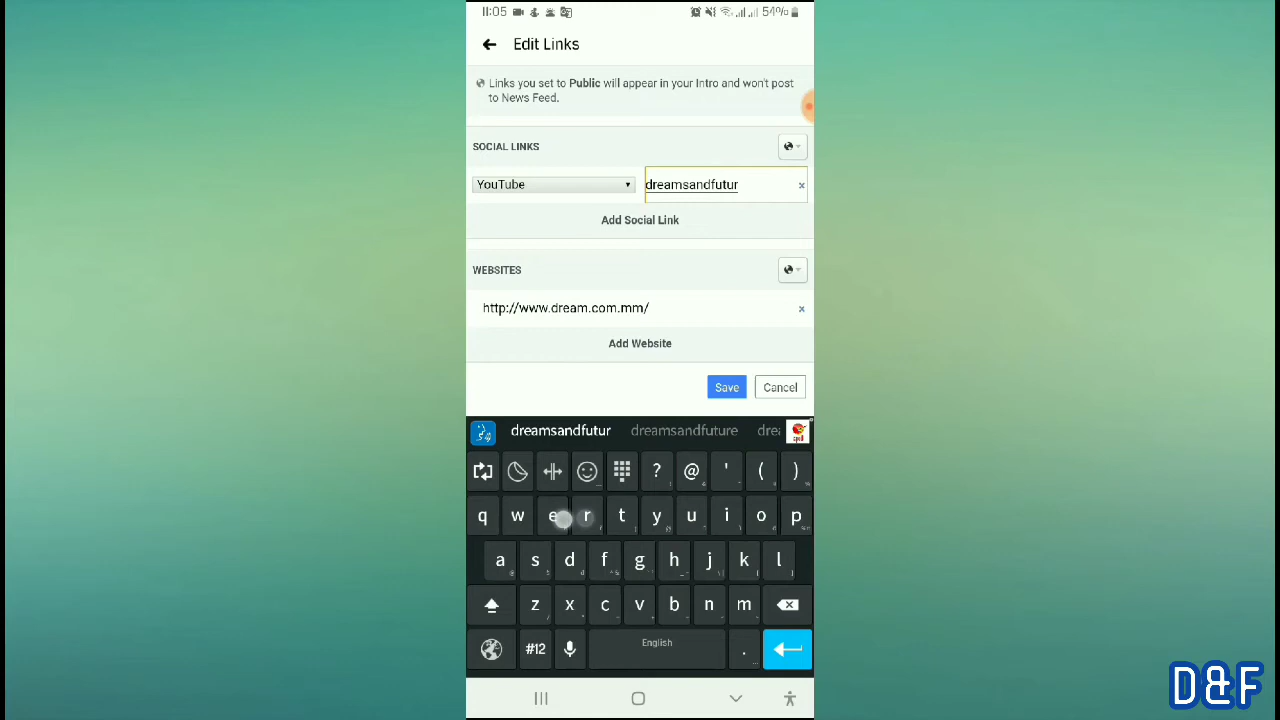 11:05 54%
Edit Links
Links you set to Public will appear in your Intro and won't post
to News Feed.
SOCIAL LINKS
YouTube dreamsandfutur ×
Add Social Link
WEBSITES
http://www.dream.com.mm/ ×
Add Website
Save Cancel
dreamsandfutur dreamsandfuture
? @ ' ( )
q w e r t y u i o p
a s d f g h j k l
z x c v b n m
#12 English .
D&F